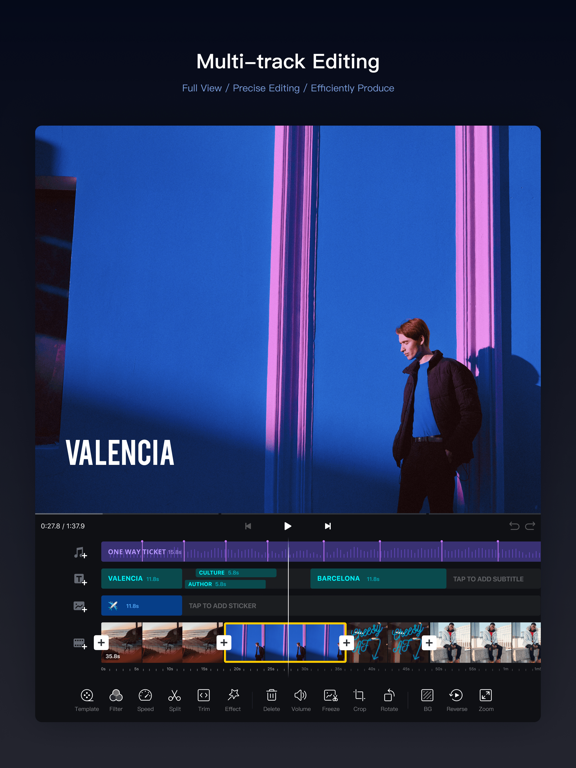 Multi-track Editing
Full View / Precise Editing / Efficiently Produce
VALENCIA
0:27.8 / 1:37.9
ONE WAY TICKET 15.8s
VALENCIA 11.8s
CULTURE 5.8s
AUTHOR 5.8s
BARCELONA 11.8s
TAP TO ADD SUBTITLE
11.8s
TAP TO ADD STICKER
35.8s
Template Filter Speed Split Trim Effect Delete Volume Freeze Crop Rotate BG Reverse Zoom